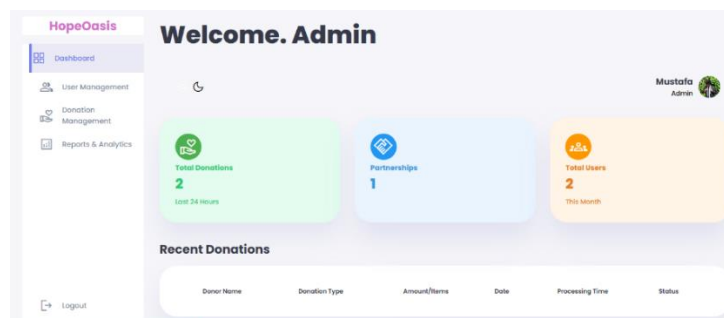 HopeOasis
Dashboard
User Management
Donation
Management
Reports & Analytics
Logout
Welcome. Admin
Mustafa
Admin
Total Donations
2
Last 24 Hours
Partnerships
1
Total Users
2
This Month
Recent Donations
Donor Name Donation Type Amount/Items Date Processing Time Status